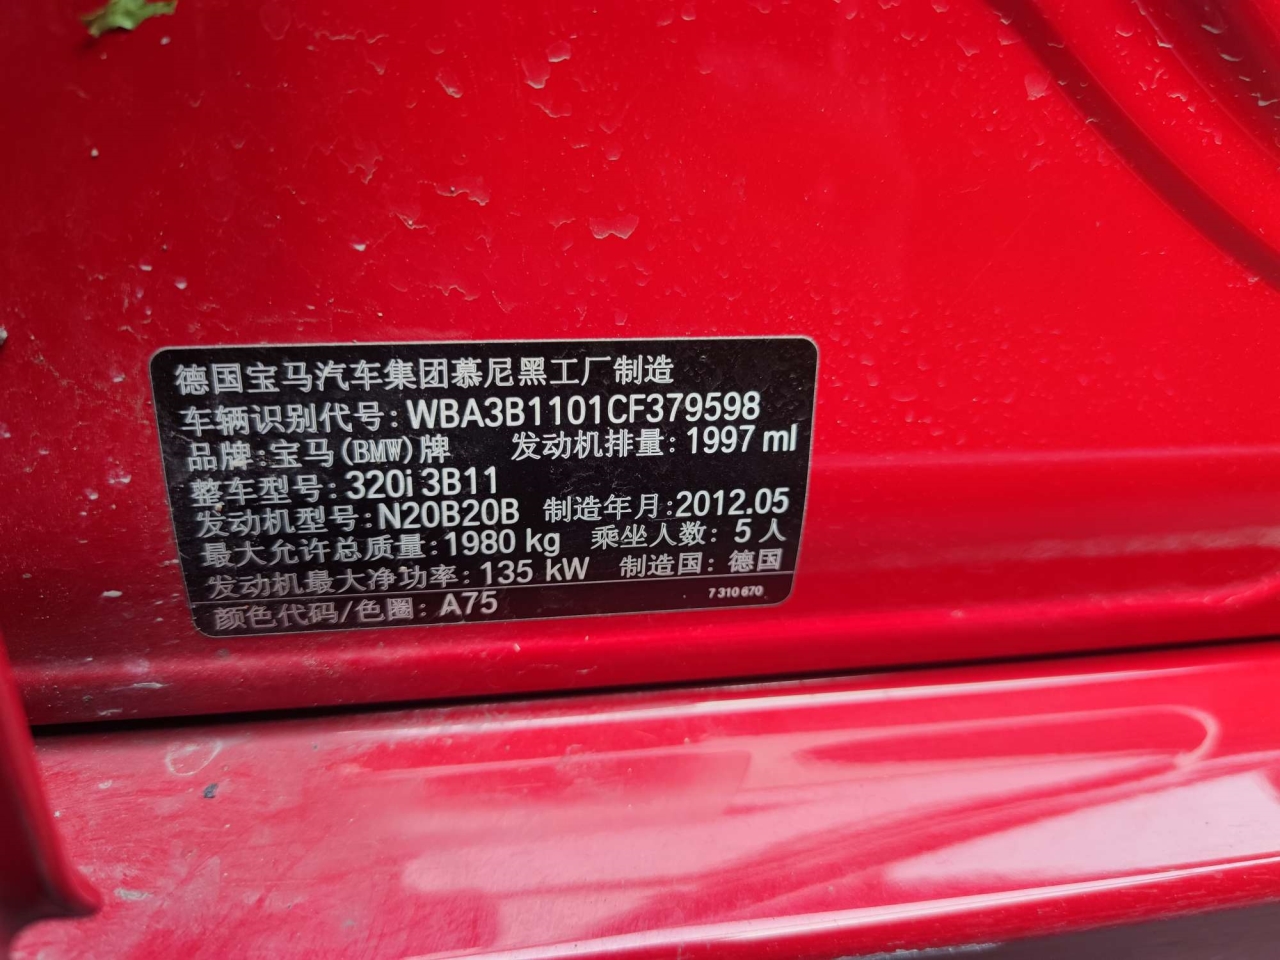 德国宝马汽车集团慕尼黑工厂制造
车辆识别代号: WBA3B1101CF379598
品牌:宝马(BMW)牌 发动机排量: 1997 ml
整车型号: 320i 3B11
发动机型号: N20B20B 制造年月:2012.05
最大允许总质量: 1980 kg 乘坐人数: 5 人
发动机最大净功率: 135 kW 制造国: 德国
颜色代码/色圈: A75 7 310 670